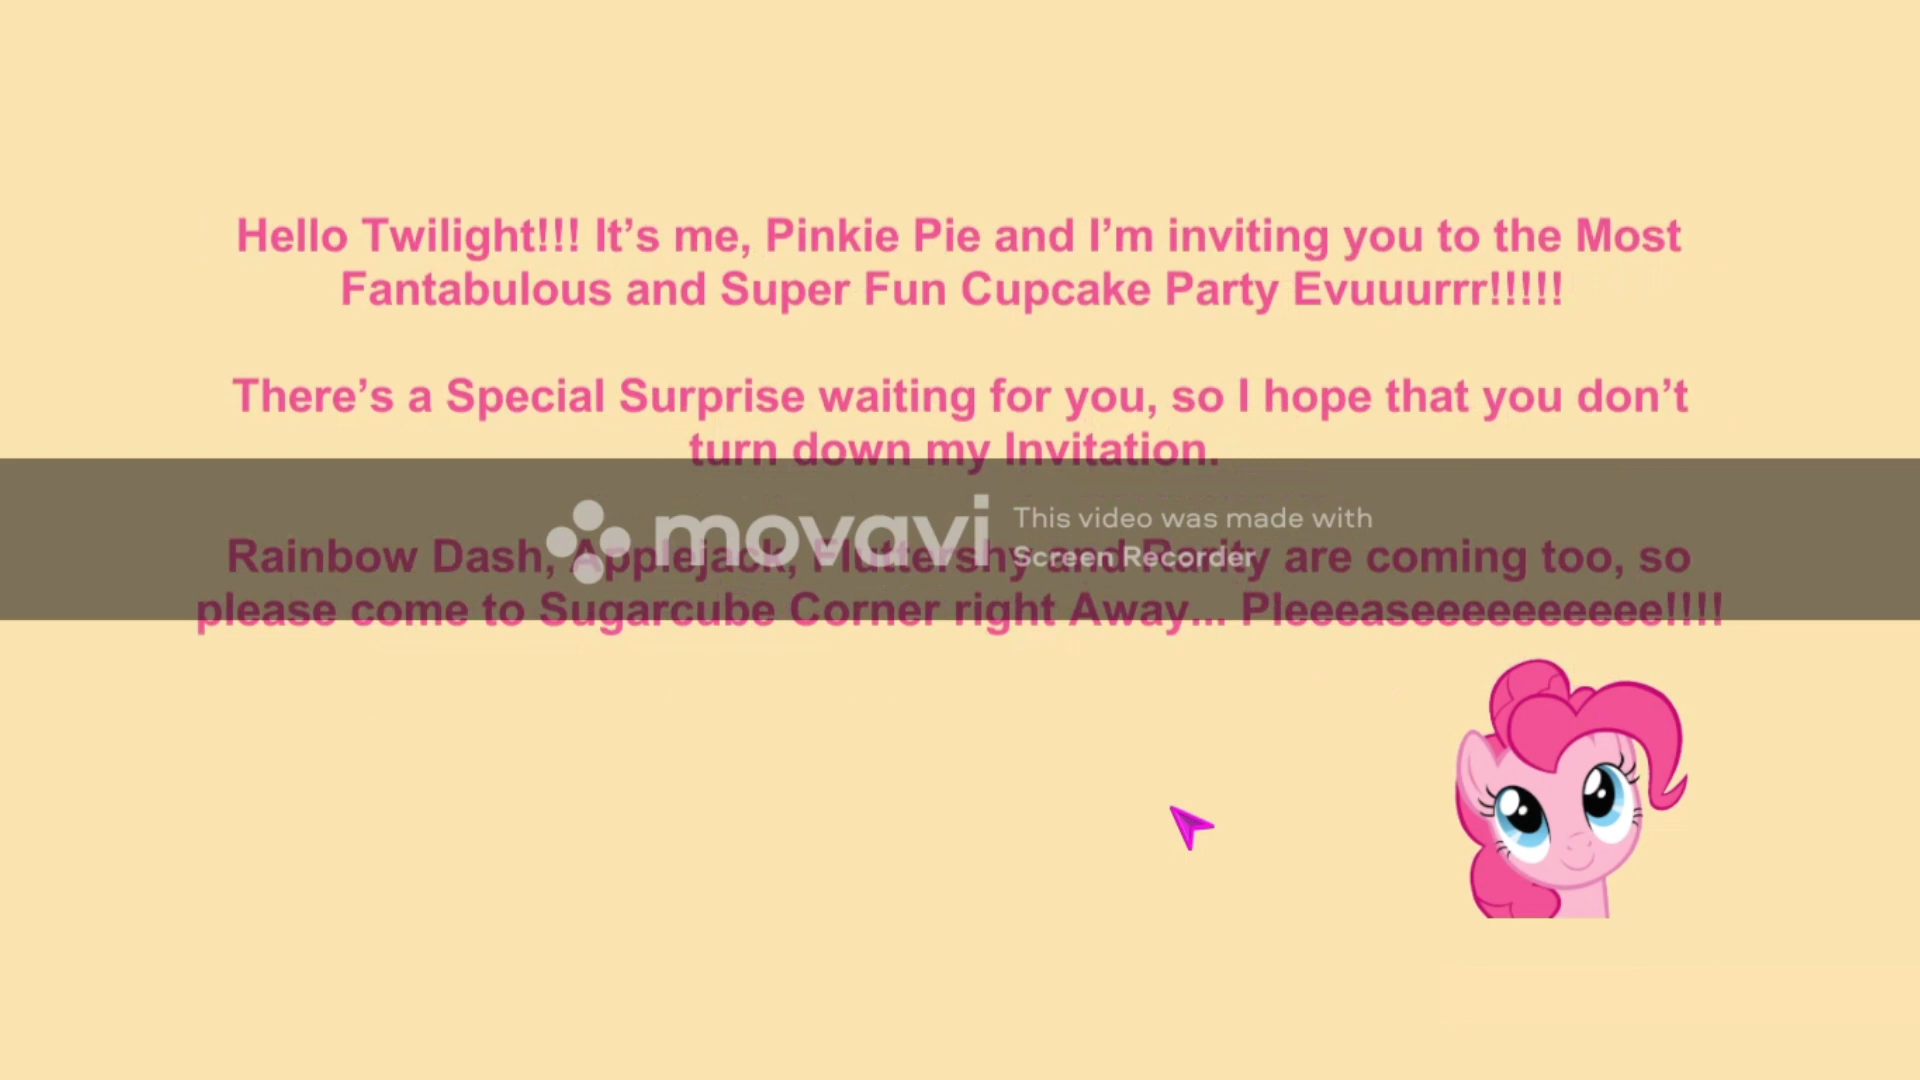 Hello Twilight!!! It’s me, Pinkie Pie and I’m inviting you to the Most
Fantabulous and Super Fun Cupcake Party Evuuurrr!!!!!
There’s a Special Surprise waiting for you, so I hope that you don’t
turn down my Invitation.
movavi
This video was made with
Screen Recorder
Rainbow Dash, Applejack, Fluttershy and Rarity are coming too, so
please come to Sugarcube Corner right Away... Pleeeaseeeeeeeeeee!!!!